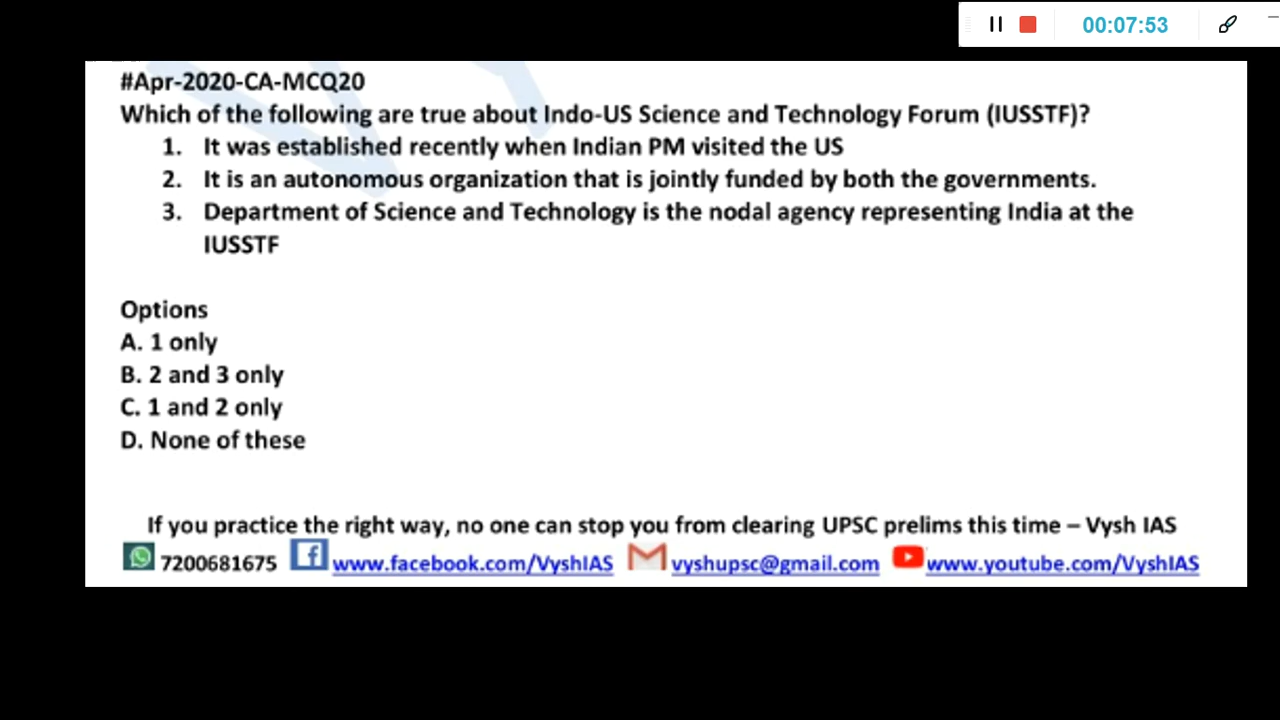 00:07:53
#Apr-2020-CA-MCQ20
Which of the following are true about Indo-US Science and Technology Forum (IUSSTF)?
1. It was established recently when Indian PM visited the US
2. It is an autonomous organization that is jointly funded by both the governments.
3. Department of Science and Technology is the nodal agency representing India at the
IUSSTF
Options
A. 1 only
B. 2 and 3 only
C. 1 and 2 only
D. None of these
If you practice the right way, no one can stop you from clearing UPSC prelims this time – Vysh IAS
7200681675 www.facebook.com/VyshIAS vyshupsc@gmail.com www.youtube.com/VyshIAS